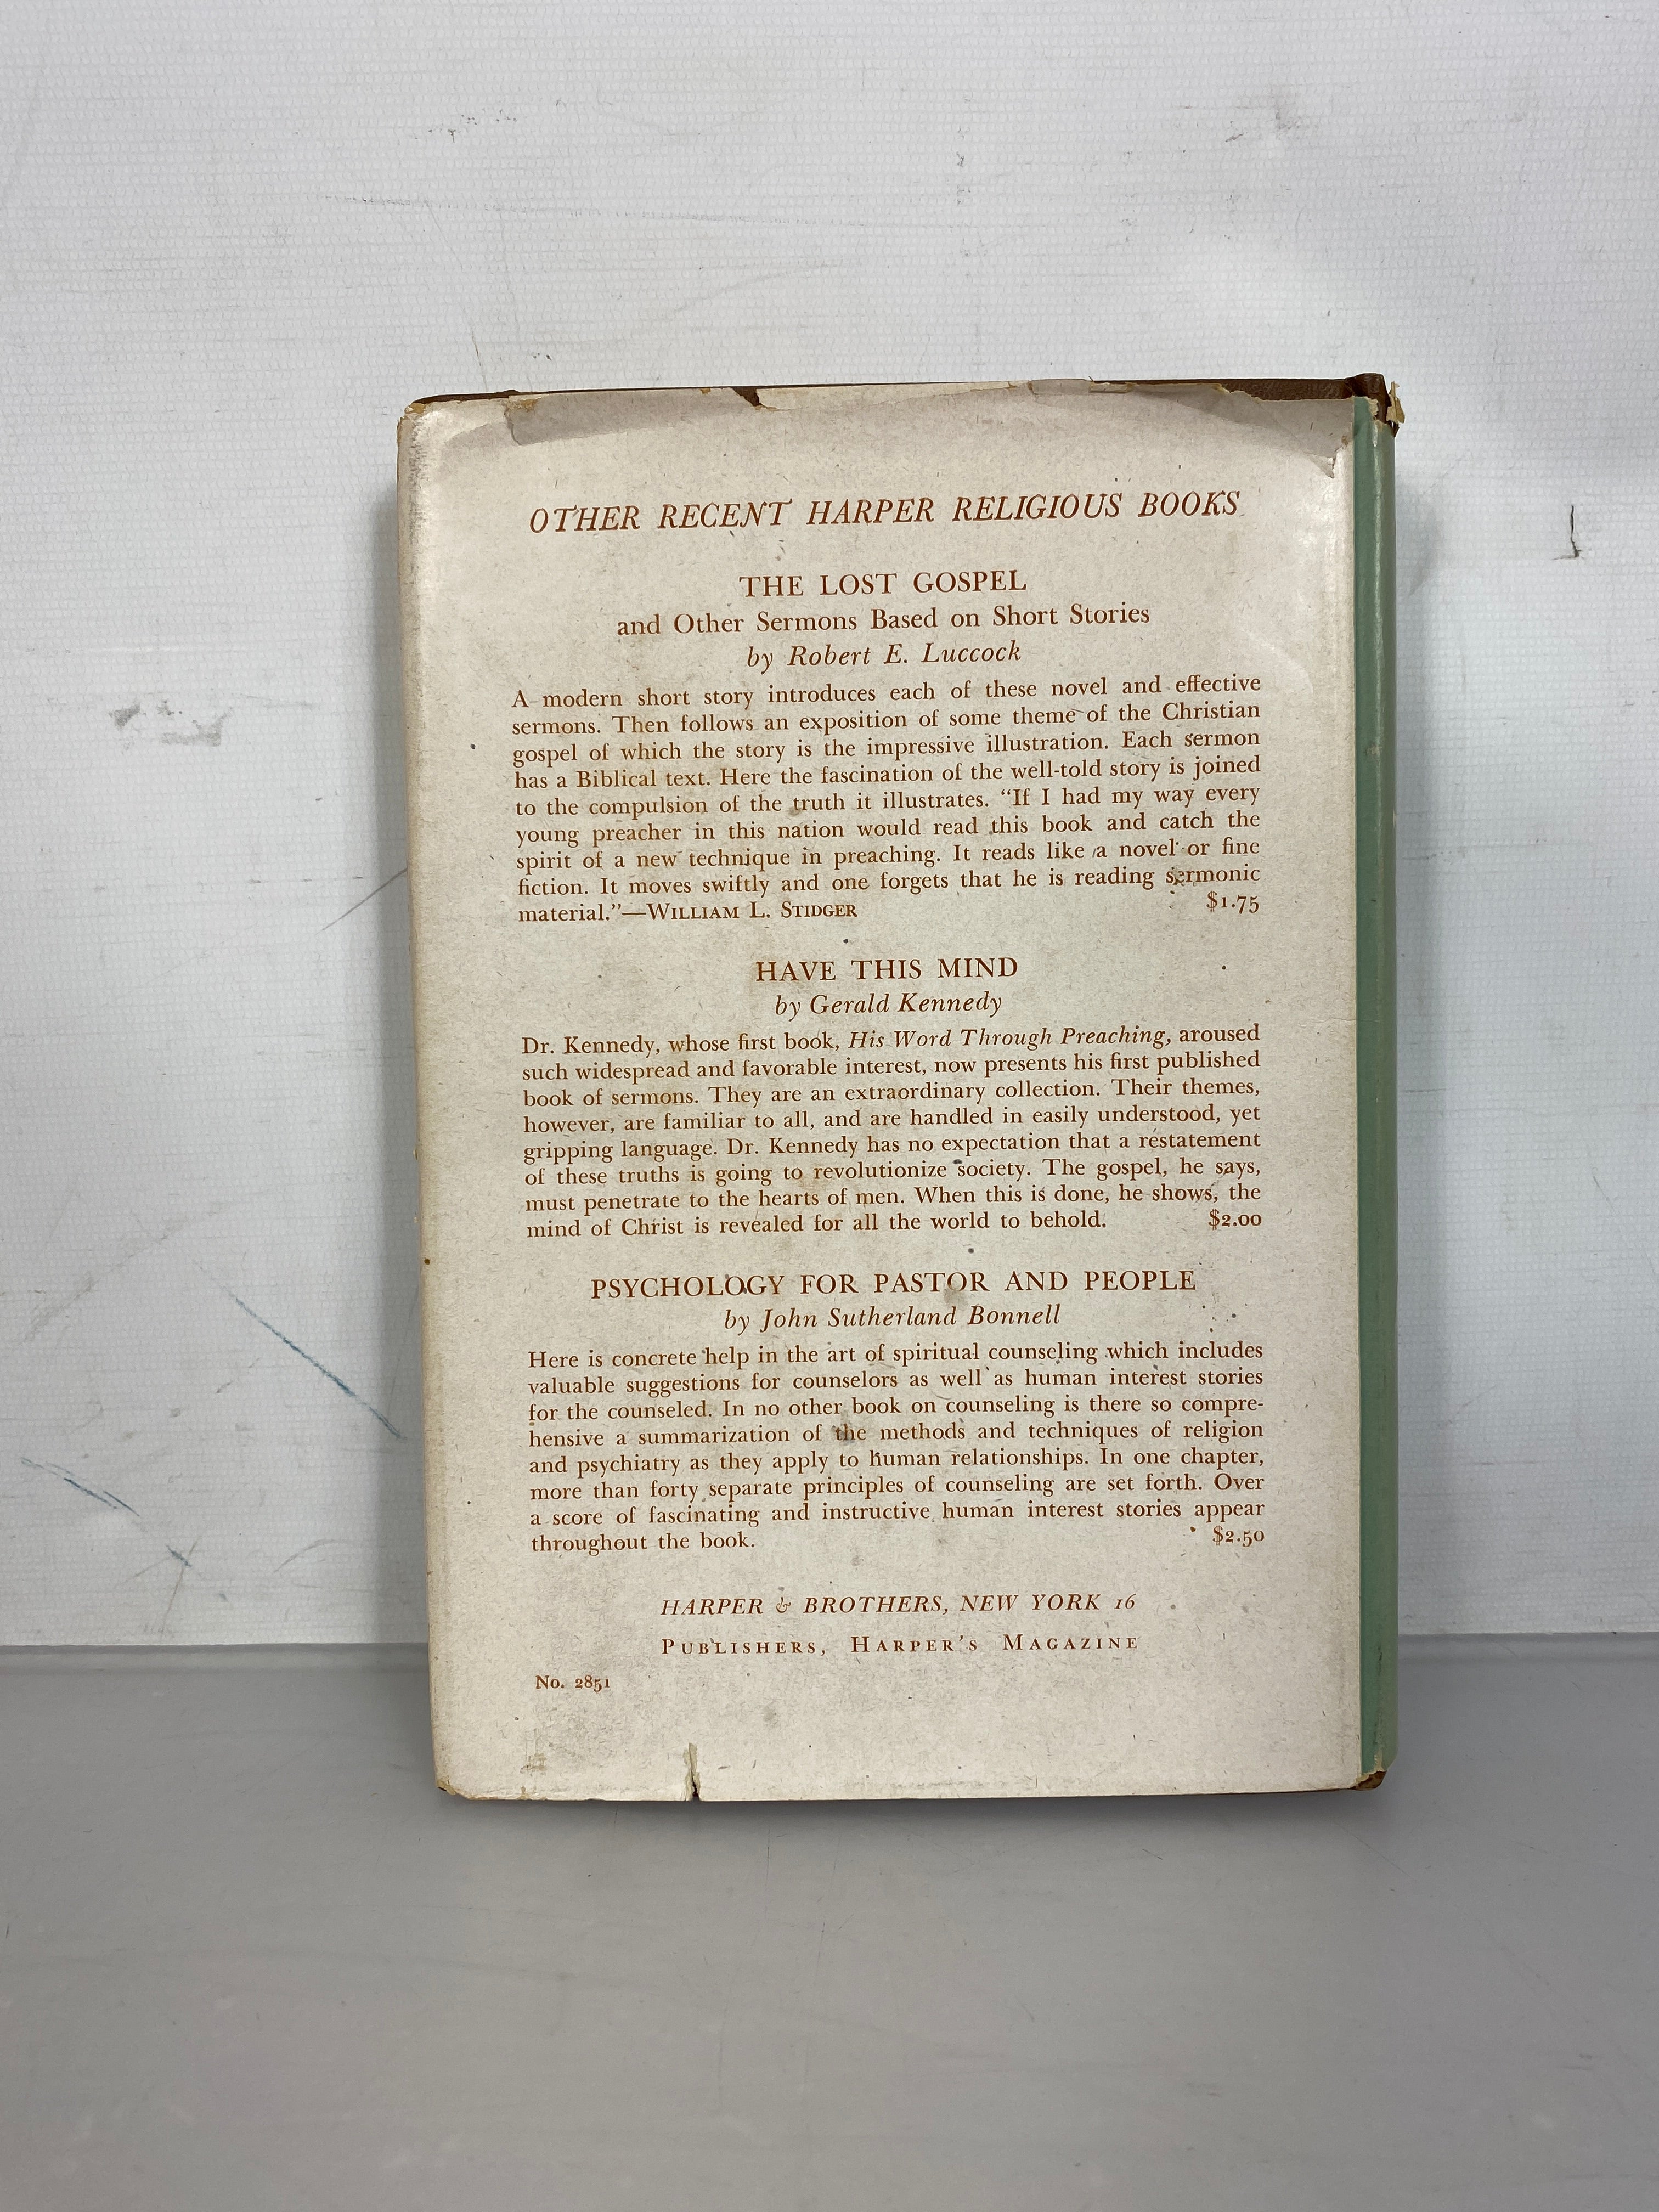 OTHER RECENT HARPER RELIGIOUS BOOKS
THE LOST GOSPEL
and Other Sermons Based on Short Stories
by Robert E. Luccock
A modern short story introduces each of these novel and effective
sermons. Then follows an exposition of some theme of the Christian
gospel of which the story is the impressive illustration. Each sermon
has a Biblical text. Here the fascination of the well-told story is joined
to the compulsion of the truth it illustrates. “If I had my way every
young preacher in this nation would read this book and catch the
spirit of a new technique in preaching. It reads like a novel or fine
fiction. It moves swiftly and one forgets that he is reading sermonic
material.”—WILLIAM L. STIDGER $1.75
HAVE THIS MIND
by Gerald Kennedy
Dr. Kennedy, whose first book, His Word Through Preaching, aroused
such widespread and favorable interest, now presents his first published
book of sermons. They are an extraordinary collection. Their themes,
however, are familiar to all, and are handled in easily understood, yet
gripping language. Dr. Kennedy has no expectation that a restatement
of these truths is going to revolutionize society. The gospel, he says,
must penetrate to the hearts of men. When this is done, he shows, the
mind of Christ is revealed for all the world to behold. $2.00
PSYCHOLOGY FOR PASTOR AND PEOPLE
by John Sutherland Bonnell
Here is concrete help in the art of spiritual counseling which includes
valuable suggestions for counselors as well as human interest stories
for the counseled. In no other book on counseling is there so compre-
hensive a summarization of the methods and techniques of religion
and psychiatry as they apply to human relationships. In one chapter,
more than forty separate principles of counseling are set forth. Over
a score of fascinating and instructive human interest stories appear
throughout the book. $2.50
HARPER & BROTHERS, NEW YORK 16
PUBLISHERS, HARPER'S MAGAZINE
No. 2851